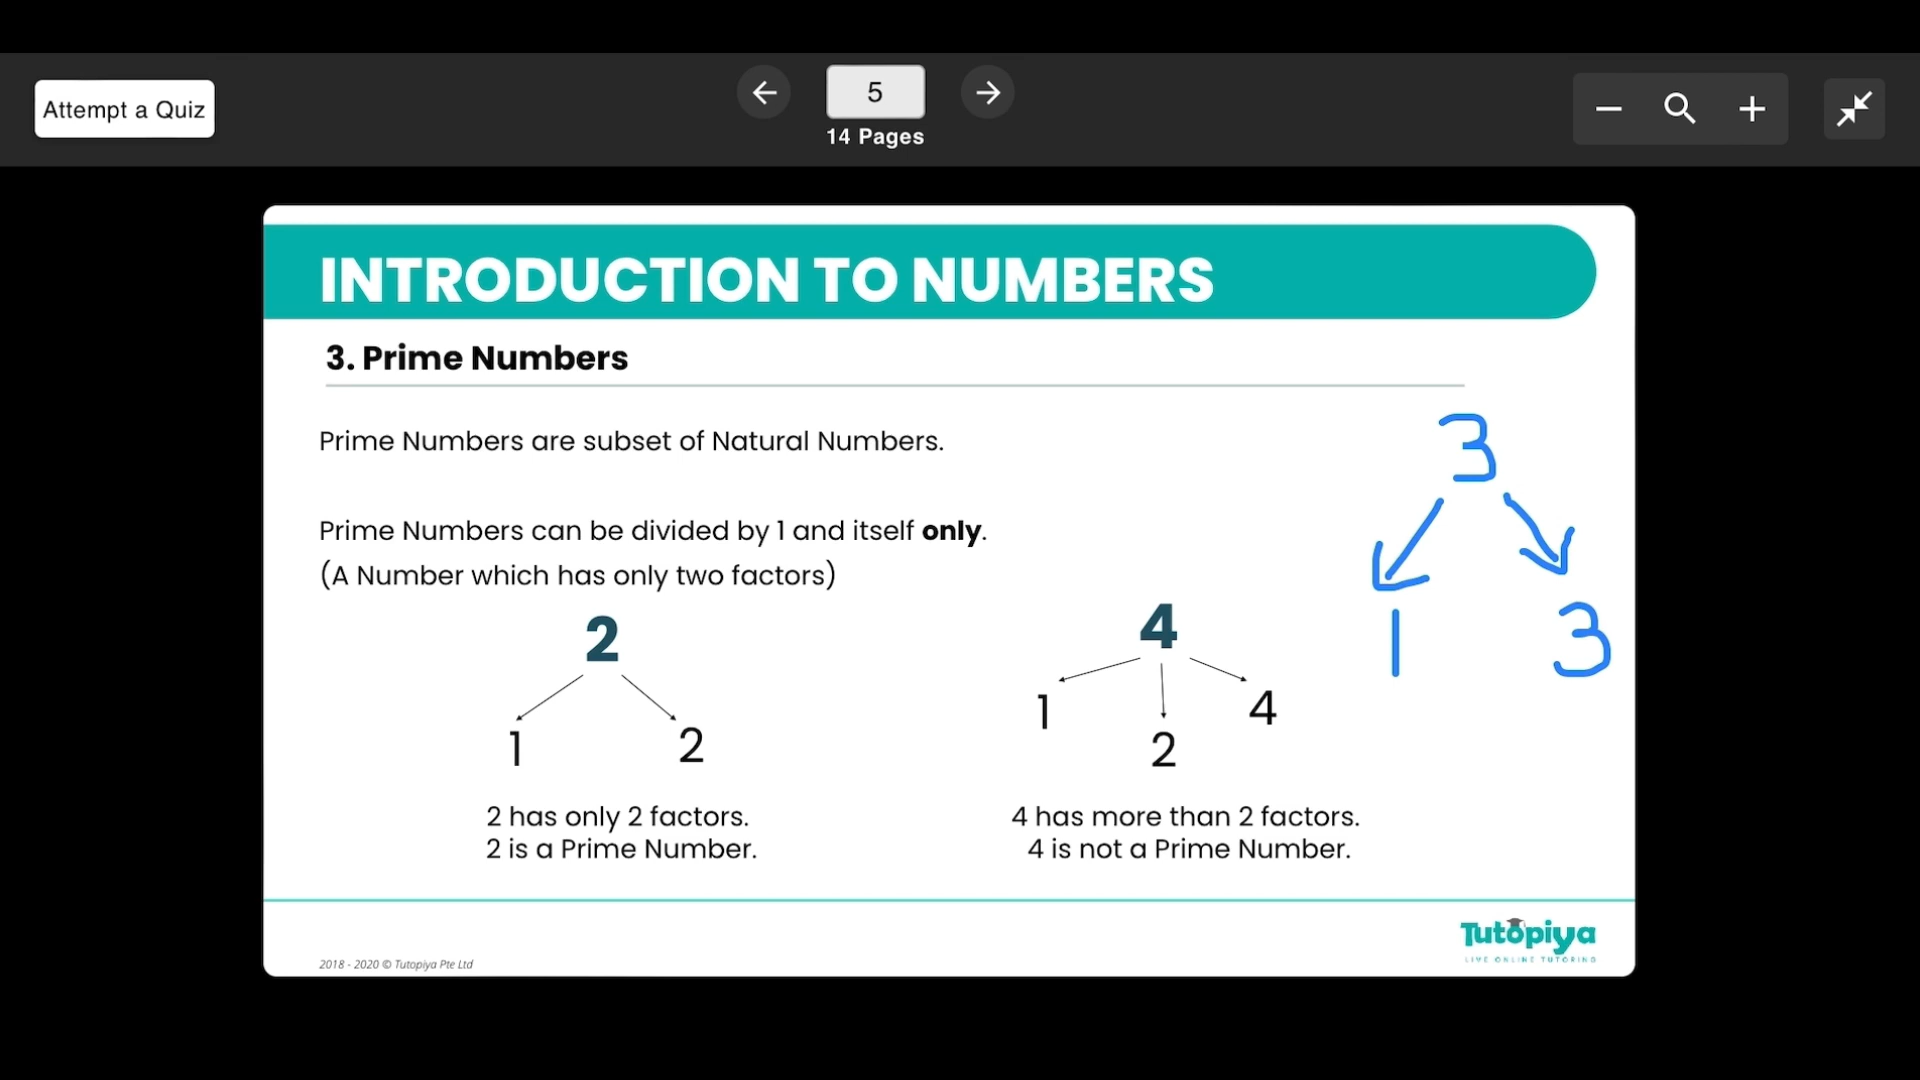 Attempt a Quiz
5
14 Pages
INTRODUCTION TO NUMBERS
3. Prime Numbers
Prime Numbers are subset of Natural Numbers.
Prime Numbers can be divided by 1 and itself only.
(A Number which has only two factors)
2
1 2
2 has only 2 factors.
2 is a Prime Number.
4
1 2 4
4 has more than 2 factors.
4 is not a Prime Number.
3
1 3
2018 - 2020 © Tutopiya Pte Ltd
Tutopiya
LIVE ONLINE TUTORING